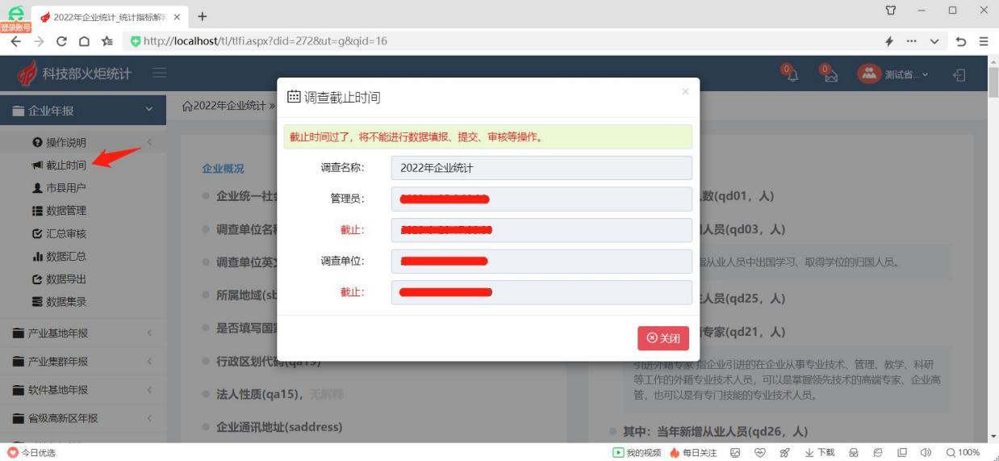 2022年企业统计_统计指标解释
登录账号
http://localhost/tl/tlfi.aspx?did=272&ut=g&qid=16
科技部火炬统计
0
0
测试省...
企业年报
2022年企业统计 »
操作说明
截止时间
市县用户
数据管理
汇总审核
数据汇总
数据导出
数据集录
产业基地年报
产业集群年报
软件基地年报
省级高新区年报
调查截止时间
×
截止时间过了，将不能进行数据填报、提交、审核等操作。
调查名称：
2022年企业统计
管理员：
截止：
调查单位：
截止：
关闭
企业概况
企业统一社会
调查单位名称
调查单位英文
所属地域(sb
是否填写国家
行政区划代码(qa19)
法人性质(qa15)，无解释
企业通讯地址(saddress)
数(qd01，人)
人员(qd03，人)
指从业人员中出国学习、取得学位的归国人员。
人员(qd25，人)
专家(qd21，人)
引进外籍专家 指企业引进的在企业从事专业技术、管理、教学、科研
等工作的外籍专业技术人员，可以是掌握领先技术的高端专家、企业高
管，也可以是有专门技能的专业技术人员。
其中：当年新增从业人员(qd26，人)
今日优选
我的视频
每日关注
下载
100%